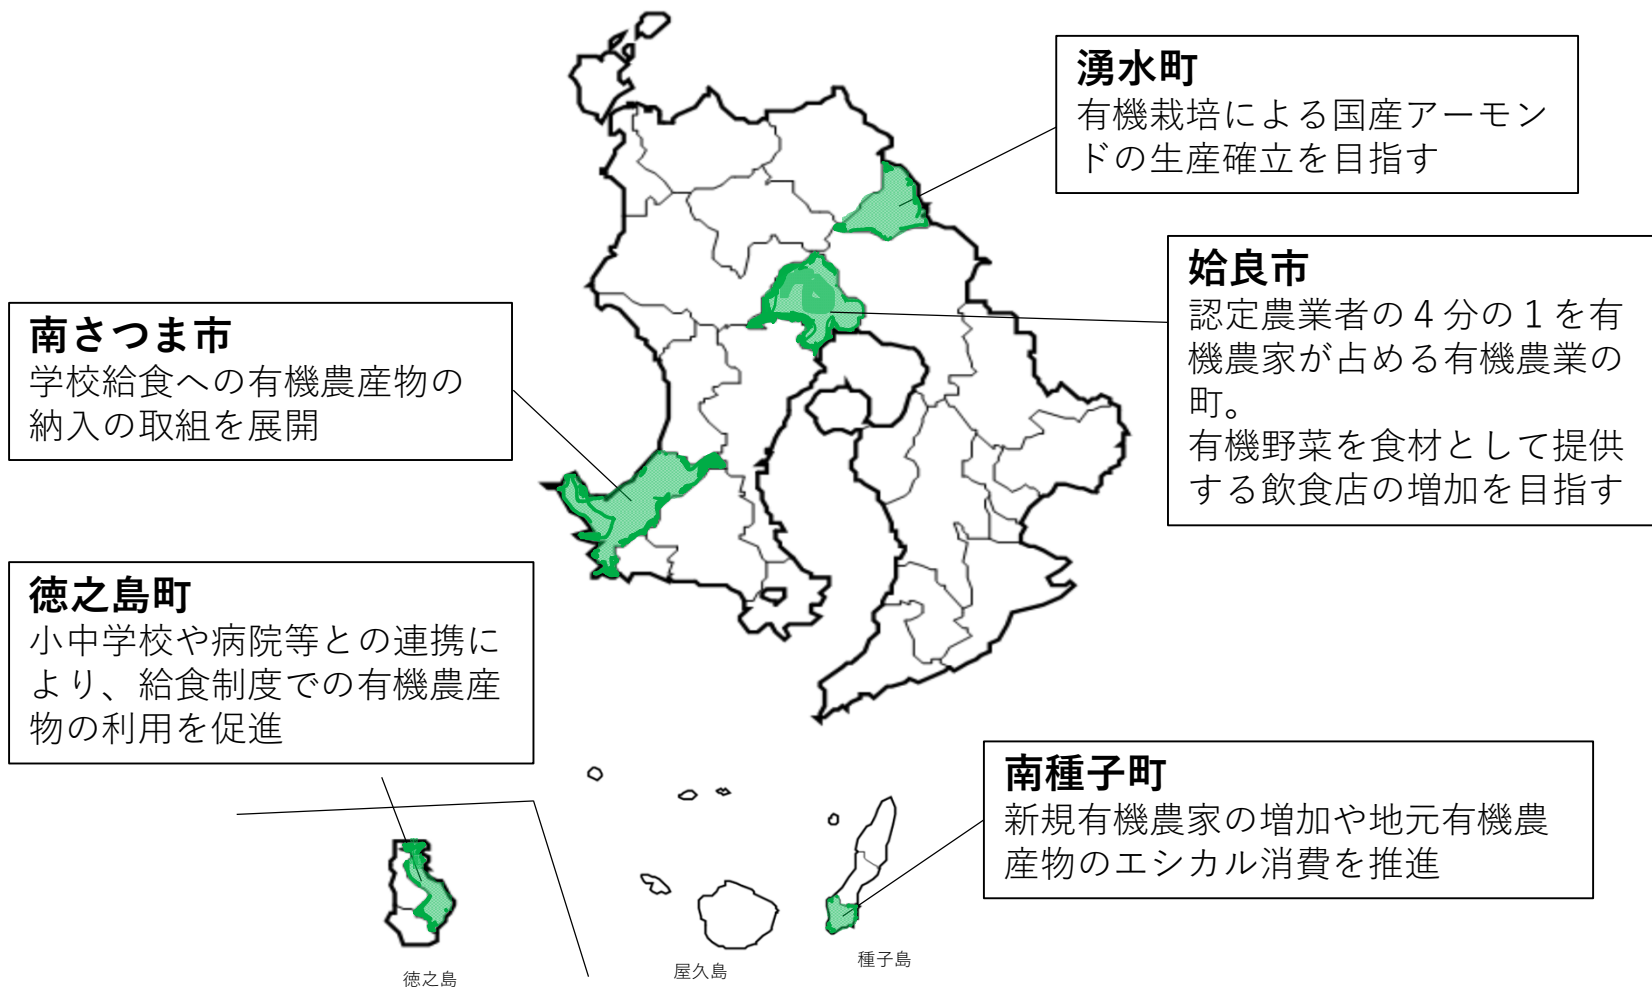 湧水町
有機栽培による国産アーモン
ドの生産確立を目指す
姶良市
認定農業者の４分の１を有
機農家が占める有機農業の
町。
有機野菜を食材として提供
する飲食店の増加を目指す
南さつま市
学校給食への有機農産物の
納入の取組を展開
徳之島町
小中学校や病院等との連携に
より、給食制度での有機農産
物の利用を促進
南種子町
新規有機農家の増加や地元有機農
産物のエシカル消費を推進
徳之島
屋久島
種子島